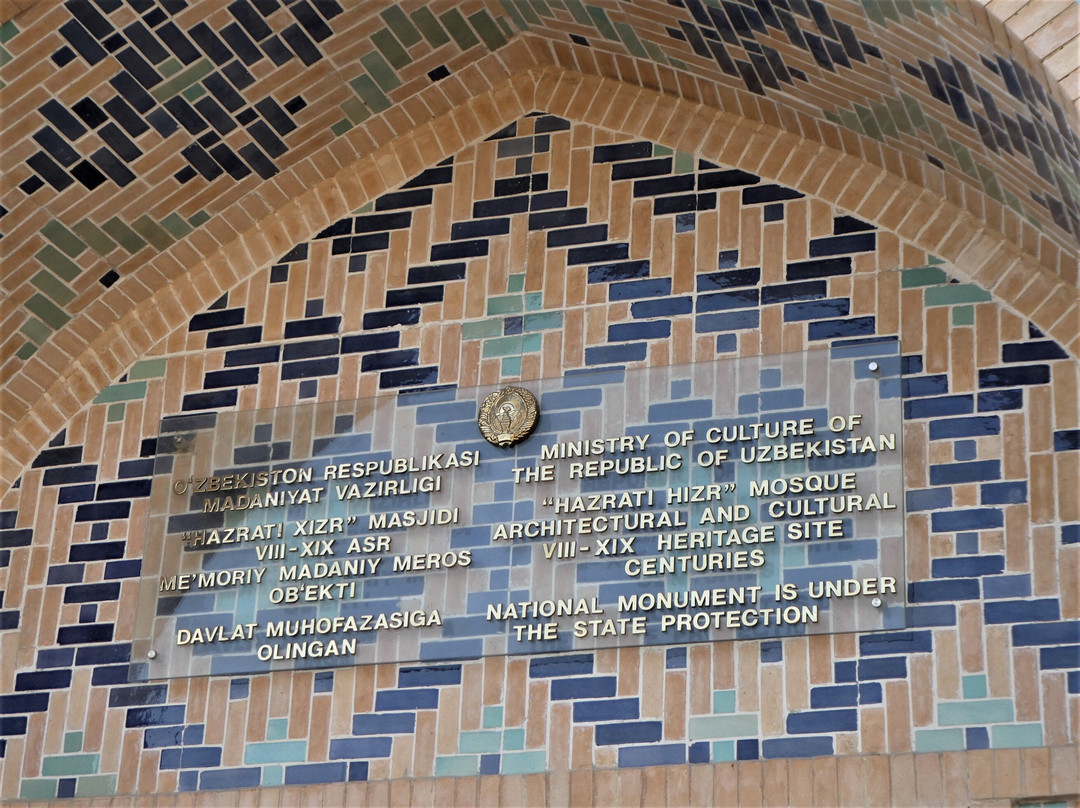 O‘ZBEKISTON RESPUBLIKASI
MADANIYAT VAZIRLIGI
"HAZRATI XIZR" MASJIDI
VIII-XIX ASR
ME’MORIY MADANIY MEROS
OB‘EKTI
DAVLAT MUHOFAZASIGA
OLINGAN
MINISTRY OF CULTURE OF
THE REPUBLIC OF UZBEKISTAN
“HAZRATI HIZR” MOSQUE
ARCHITECTURAL AND CULTURAL
VIII-XIX HERITAGE SITE
CENTURIES
NATIONAL MONUMENT IS UNDER
THE STATE PROTECTION